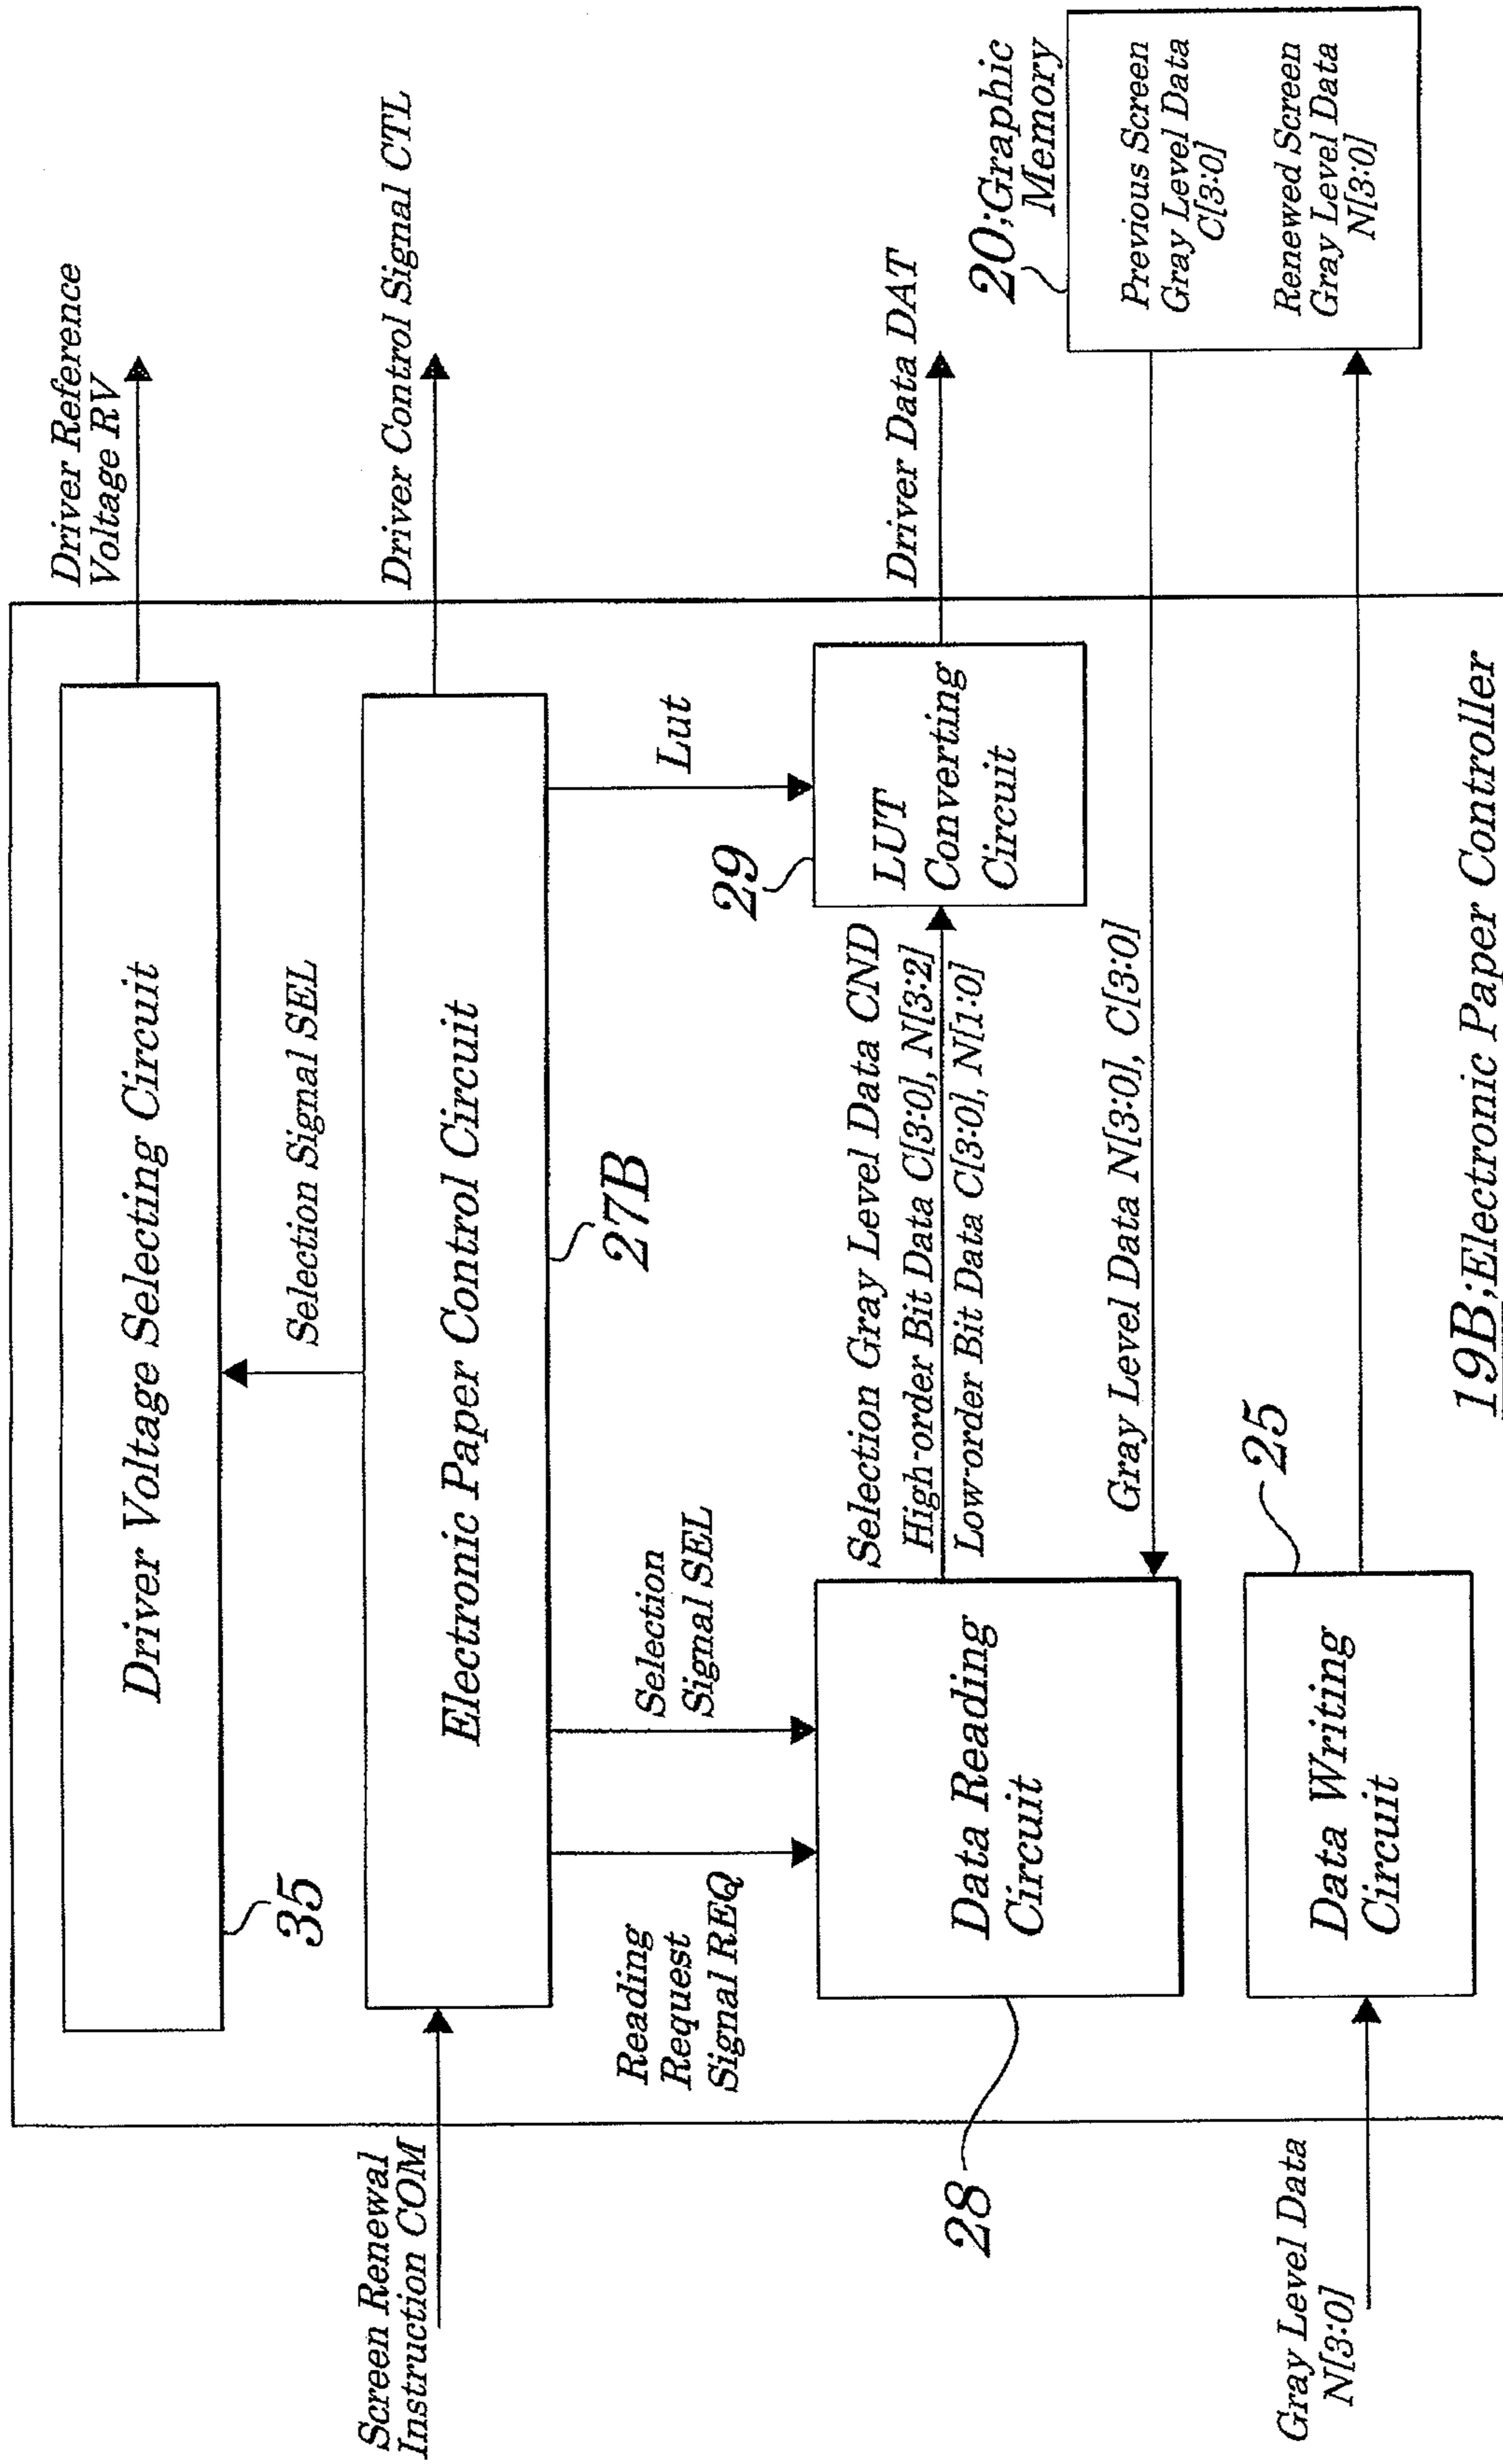 Driver Reference
Voltage RV
Driver Voltage Selecting Circuit
35
Selection Signal SEL
Screen Renewal
Instruction COM
Electronic Paper Control Circuit
27B
Driver Control Signal CTL
Reading
Request
Signal REQ
Selection
Signal SEL
Lut
Data Reading
Circuit
28
Selection Gray Level Data CND
High-order Bit Data C[3:0], N[3:2]
Low-order Bit Data C[3:0], N[1:0]
29
LUT
Converting
Circuit
Driver Data DAT
Gray Level Data N[3:0], C[3:0]
20;Graphic
Memory
Previous Screen
Gray Level Data
C[3:0]
Renewed Screen
Gray Level Data
N[3:0]
Gray Level Data
N[3:0]
Data Writing
Circuit
25
19B;Electronic Paper Controller